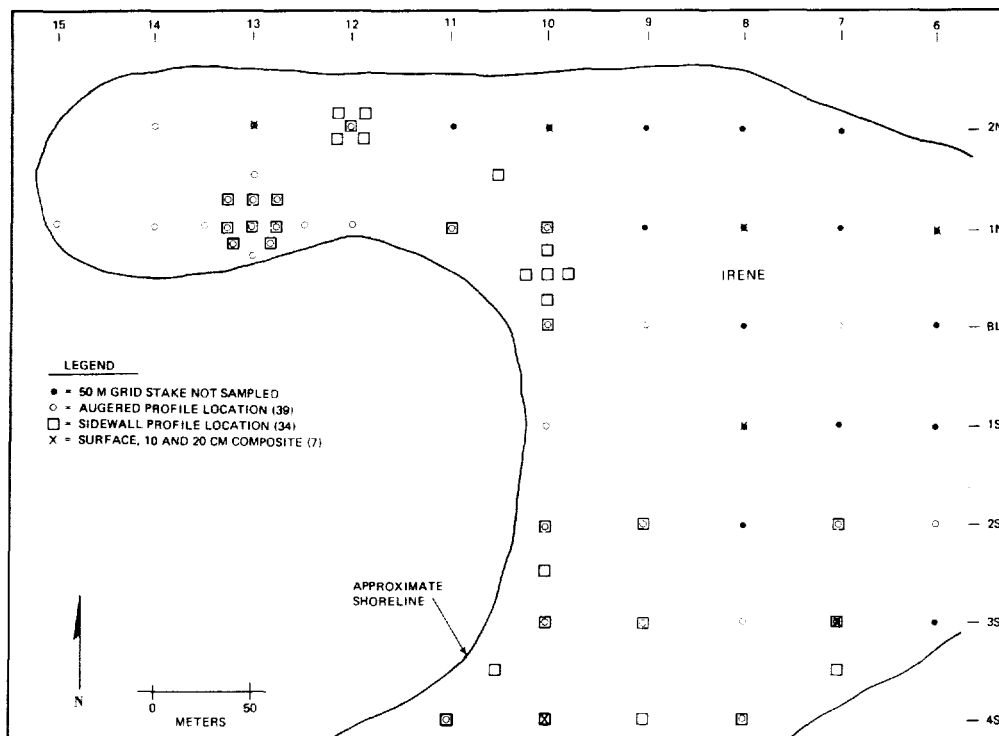 15 14 13 12 11 10 9 8 7 6
2N
1N
IRENE
BL
LEGEND
● = 50 M GRID STAKE NOT SAMPLED
○ = AUGERED PROFILE LOCATION (39)
□ = SIDEWALL PROFILE LOCATION (34)
x = SURFACE, 10 AND 20 CM COMPOSITE (7)
1S
2S
APPROXIMATE
SHORELINE
3S
N
0 50
METERS
4S